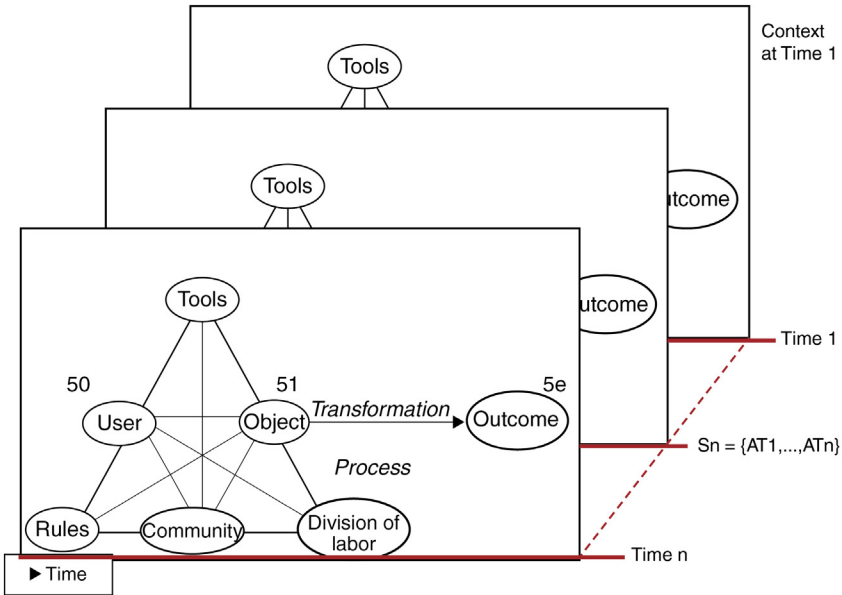 Context
at Time 1
Tools
Tools
utcome
utcome
Tools
50
51
5e
User
Object
Transformation
Outcome
Process
Rules
Community
Division of
labor
Time 1
Sn = {AT1,...,ATn}
Time n
▶ Time